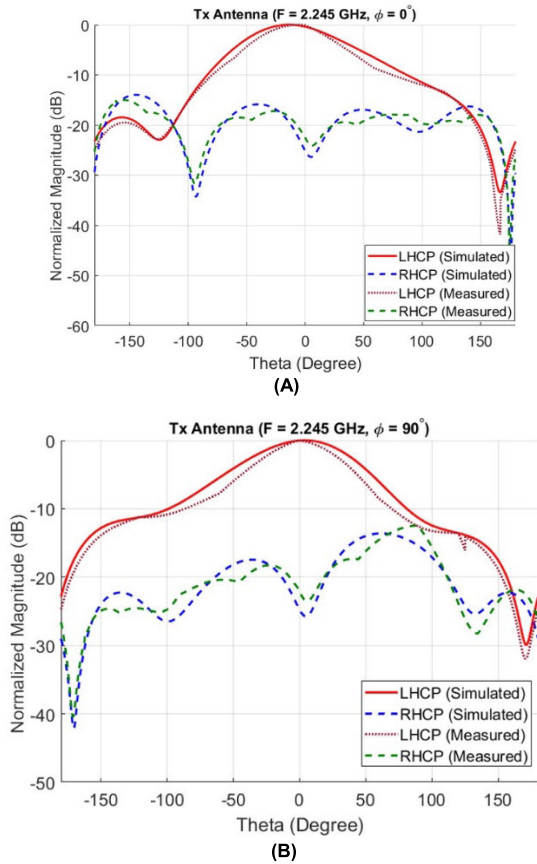 Tx Antenna (F = 2.245 GHz, ϕ = 0°)
Normalized Magnitude (dB)
0
-10
-20
-30
-40
-50
-60
LHCP (Simulated)
RHCP (Simulated)
LHCP (Measured)
RHCP (Measured)
-150 -100 -50 0 50 100 150
Theta (Degree)
(A)
Tx Antenna (F = 2.245 GHz, ϕ = 90°)
Normalized Magnitude (dB)
0
-10
-20
-30
-40
-50
LHCP (Simulated)
RHCP (Simulated)
LHCP (Measured)
RHCP (Measured)
-150 -100 -50 0 50 100 150
Theta (Degree)
(B)